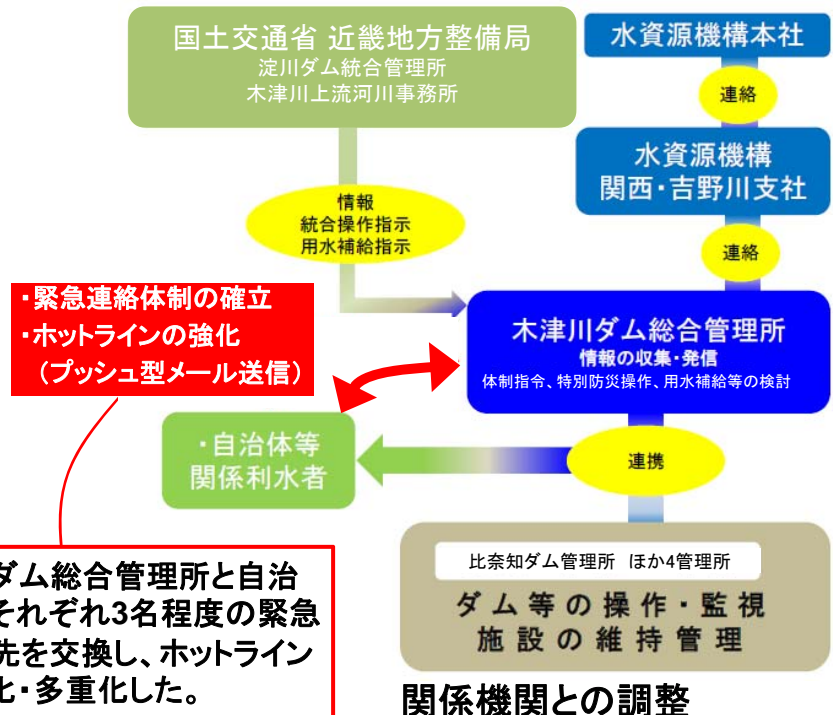 国土交通省 近畿地方整備局
淀川ダム統合管理所
木津川上流河川事務所
水資源機構本社
連絡
水資源機構
関西・吉野川支社
情報
統合操作指示
用水補給指示
連絡
・緊急連絡体制の確立
・ホットラインの強化
（プッシュ型メール送信）
木津川ダム総合管理所
情報の収集・発信
体制指令、特別防災操作、用水補給等の検討
・自治体等
関係利水者
連携
比奈知ダム管理所 ほか4管理所
ダム等の操作・監視
施設の維持管理
ダム総合管理所と自治
それぞれ3名程度の緊急
先を交換し、ホットライン
化・多重化した。
関係機関との調整